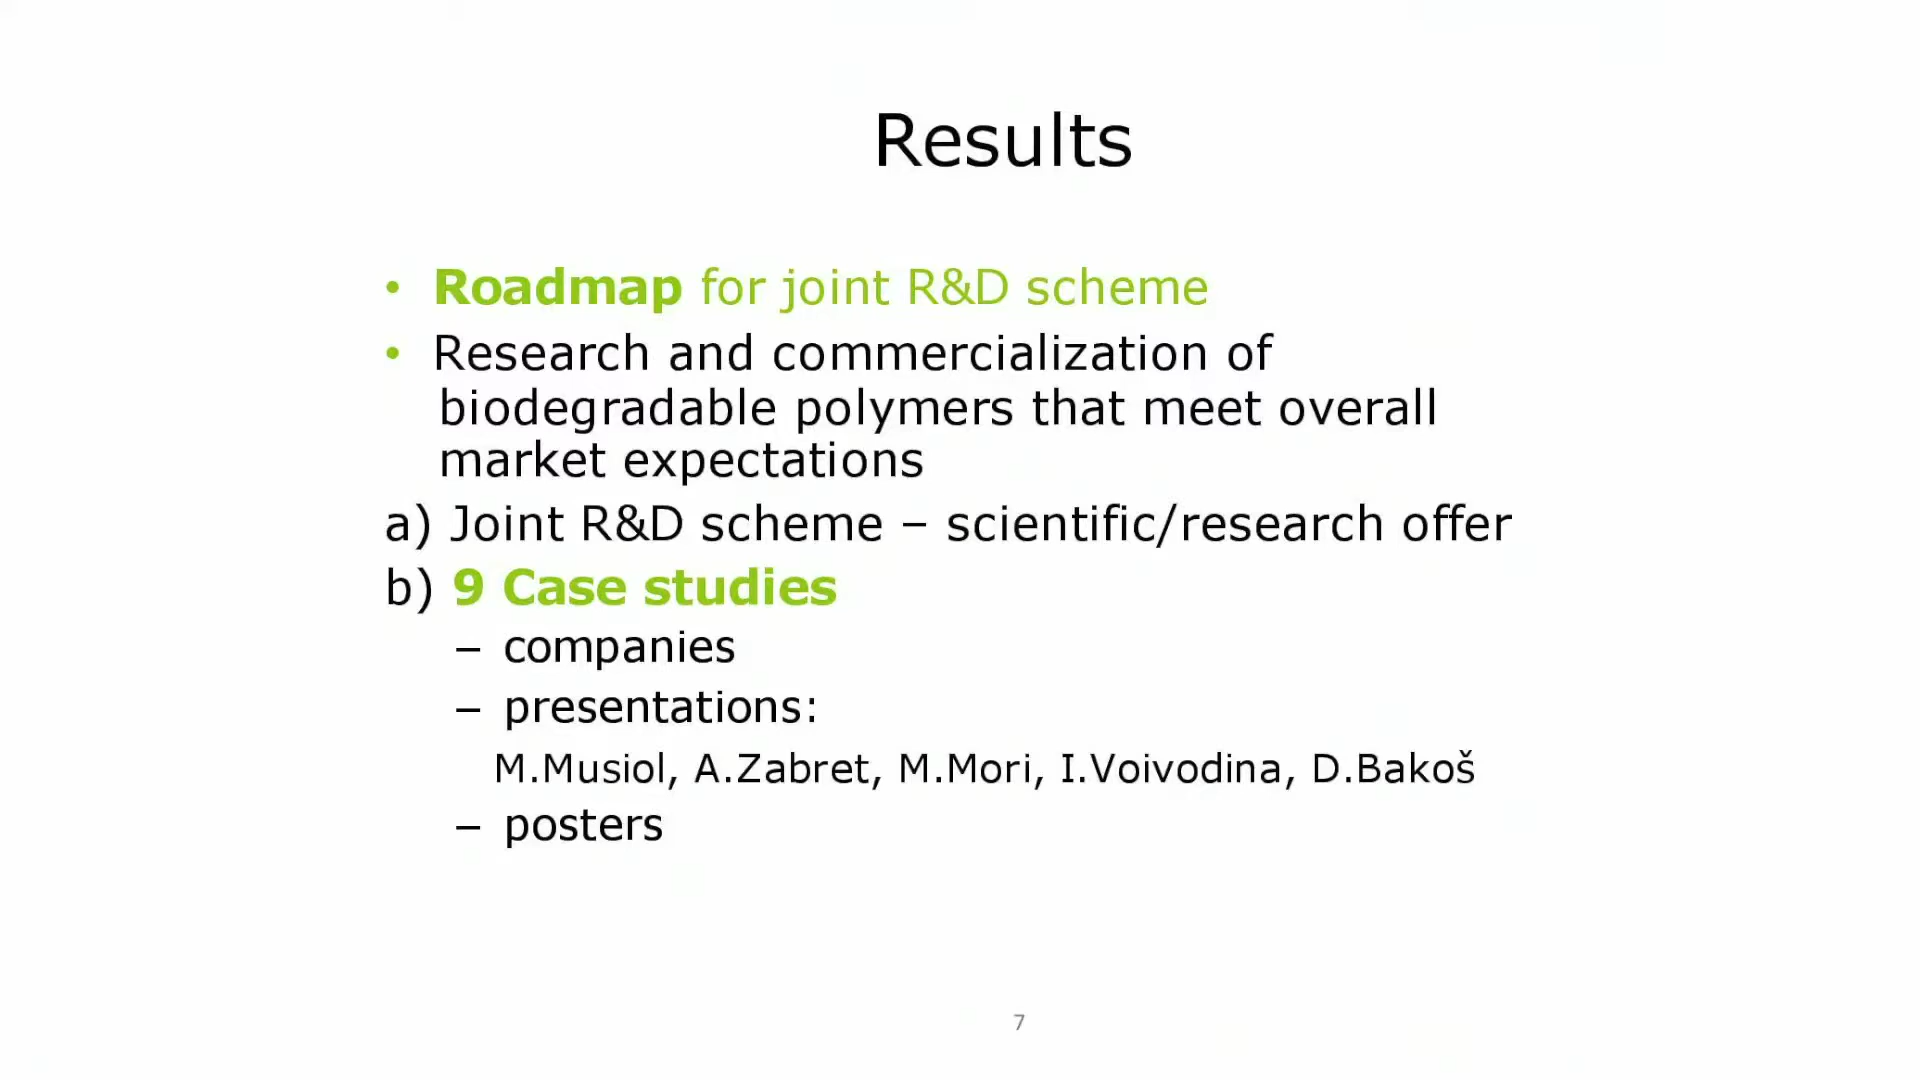 Results
• Roadmap for joint R&D scheme
• Research and commercialization of
biodegradable polymers that meet overall
market expectations
a) Joint R&D scheme – scientific/research offer
b) 9 Case studies
– companies
– presentations:
M.Musiol, A.Zabret, M.Mori, I.Voivodina, D.Bakoš
– posters
7